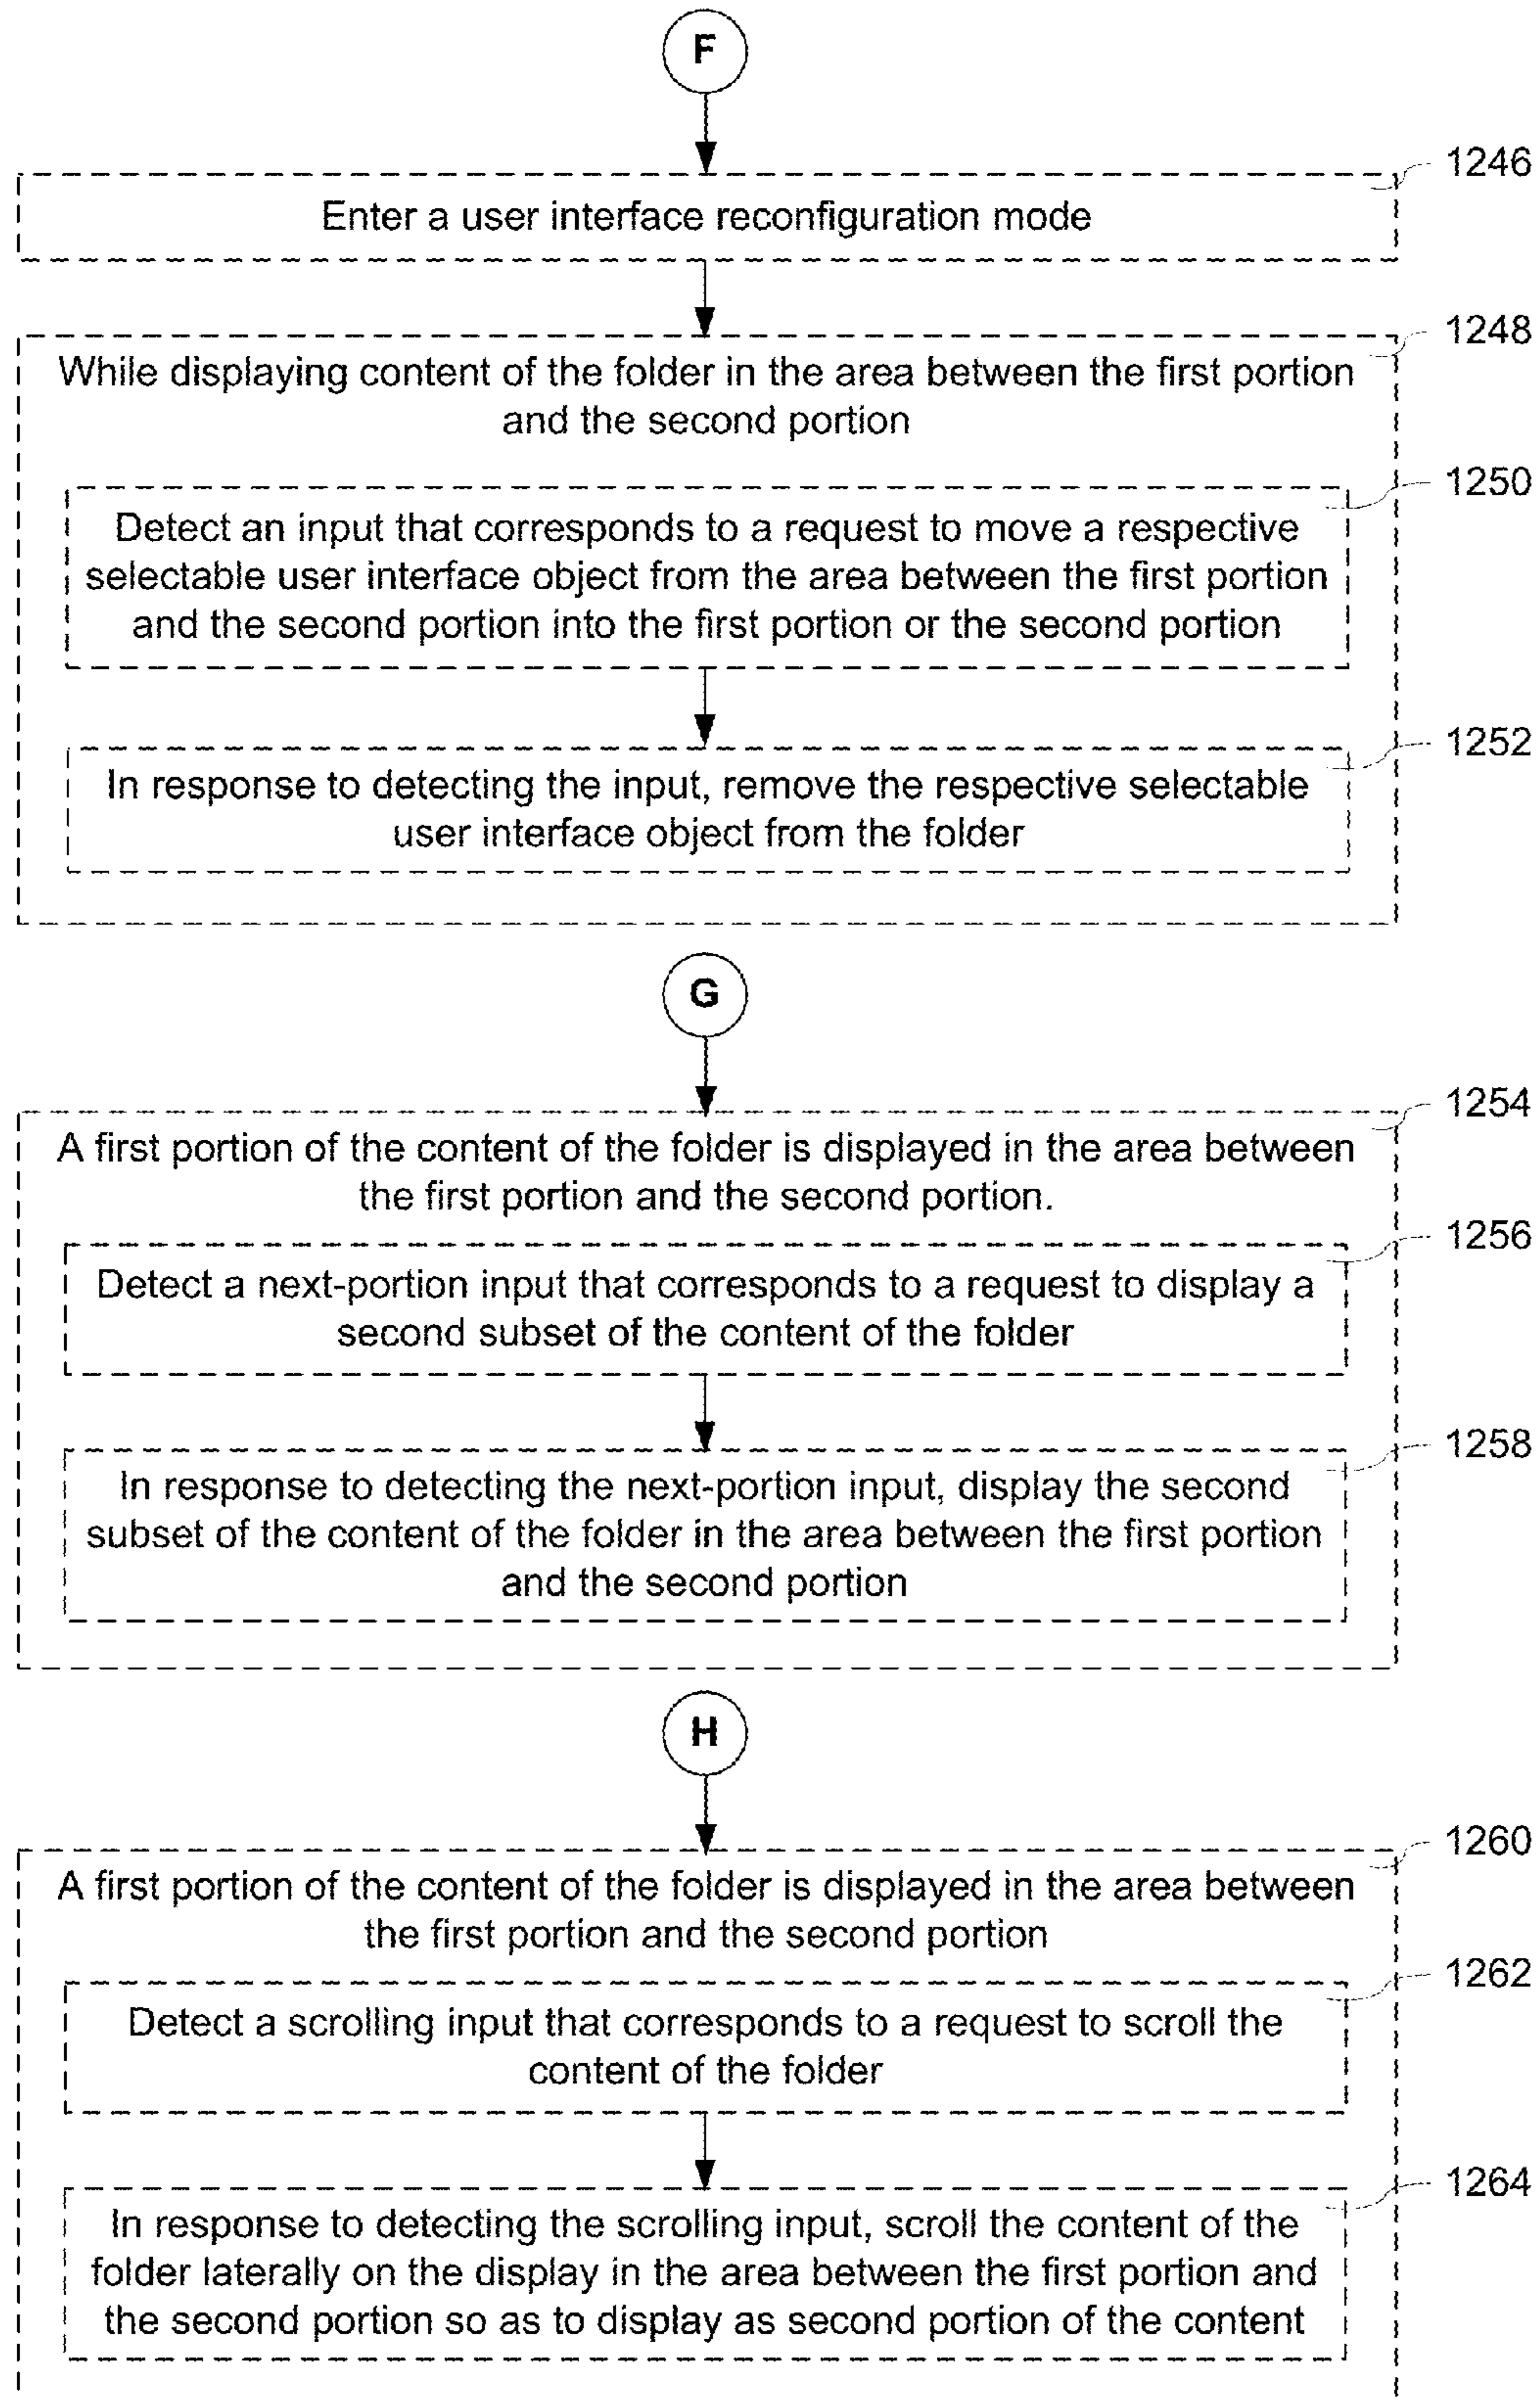 F
1246
Enter a user interface reconfiguration mode
1248
While displaying content of the folder in the area between the first portion
and the second portion
1250
Detect an input that corresponds to a request to move a respective
selectable user interface object from the area between the first portion
and the second portion into the first portion or the second portion
1252
In response to detecting the input, remove the respective selectable
user interface object from the folder
G
1254
A first portion of the content of the folder is displayed in the area between
the first portion and the second portion.
1256
Detect a next-portion input that corresponds to a request to display a
second subset of the content of the folder
1258
In response to detecting the next-portion input, display the second
subset of the content of the folder in the area between the first portion
and the second portion
H
1260
A first portion of the content of the folder is displayed in the area between
the first portion and the second portion
1262
Detect a scrolling input that corresponds to a request to scroll the
content of the folder
1264
In response to detecting the scrolling input, scroll the content of the
folder laterally on the display in the area between the first portion and
the second portion so as to display as second portion of the content